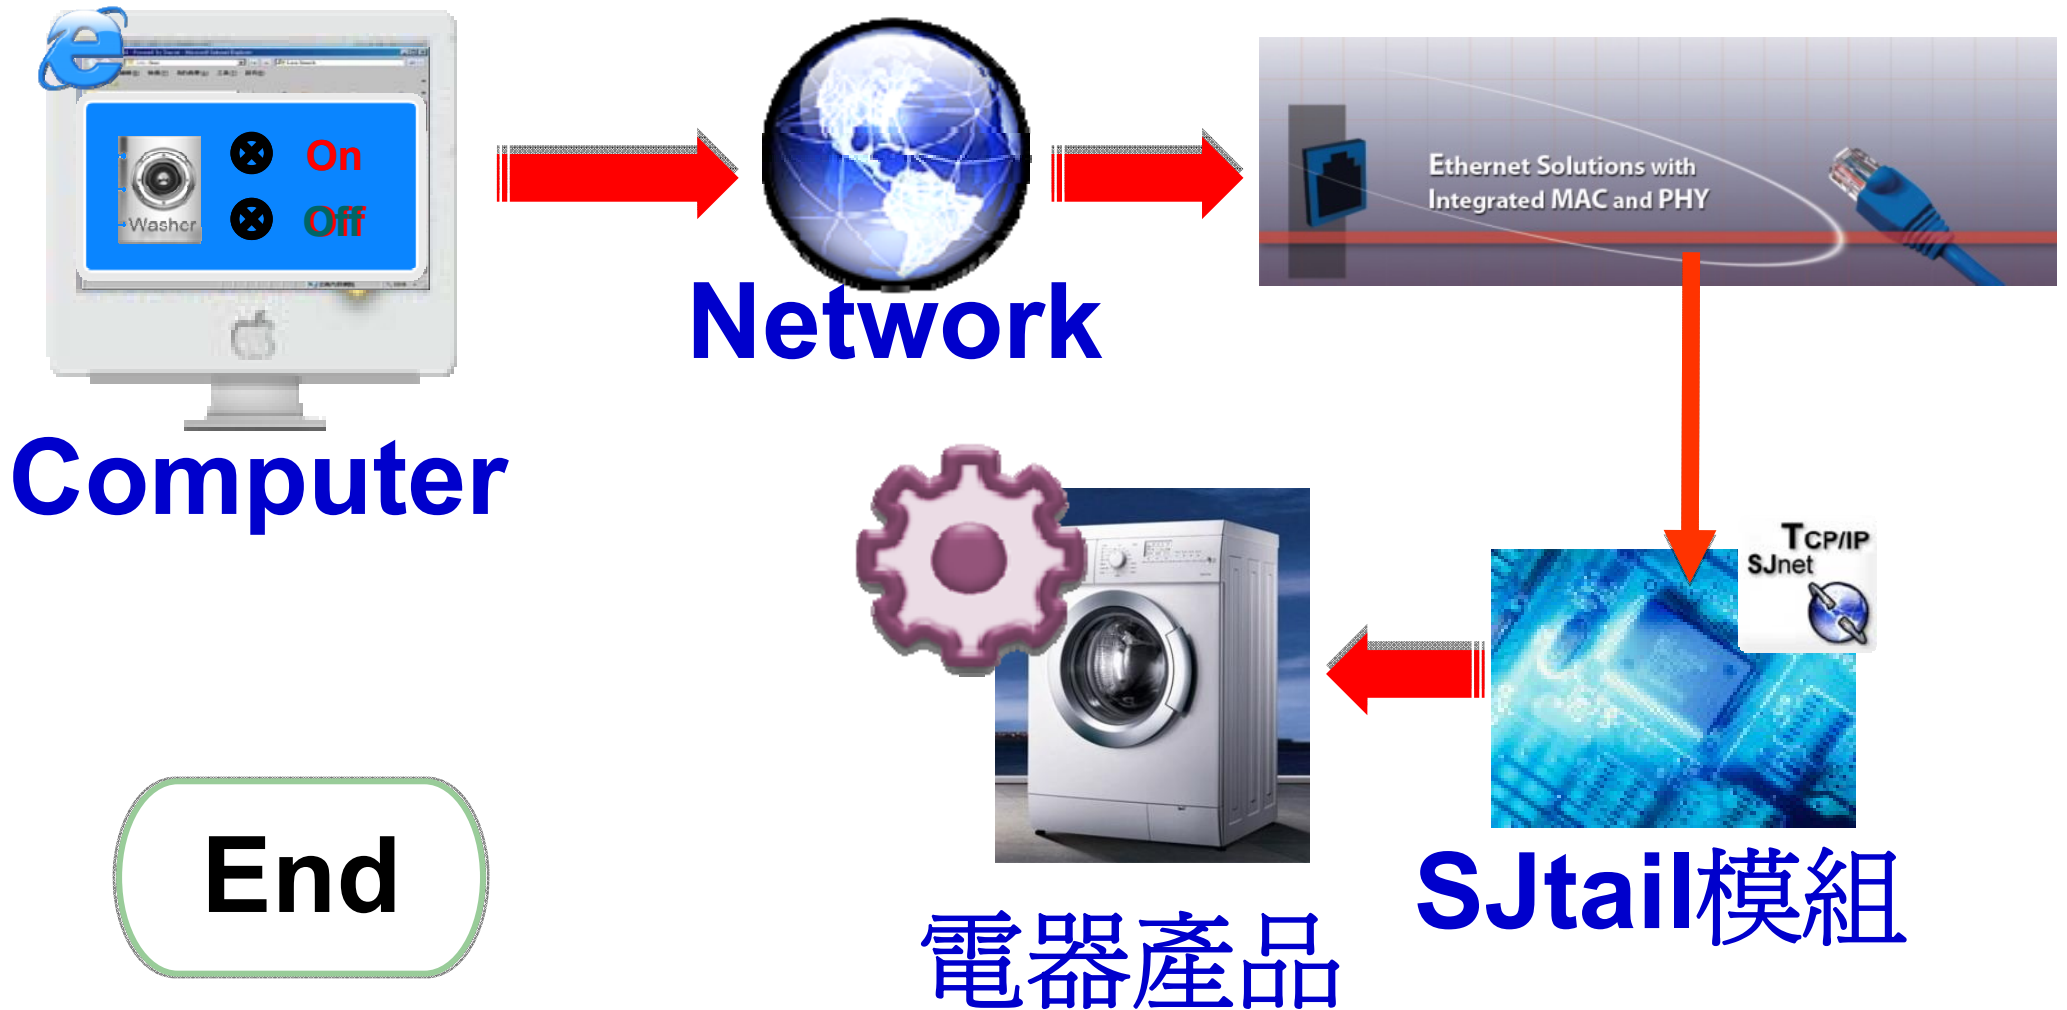 On
Off
Washer
Computer
Network
Ethernet Solutions with
Integrated MAC and PHY
TCP/IP
SJnet
SJtail模組
電器產品
End